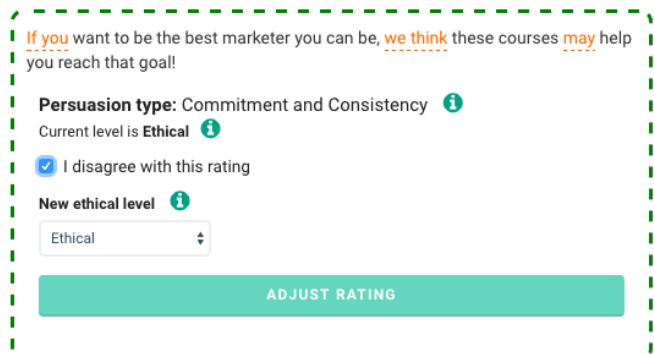 If you want to be the best marketer you can be, we think these courses may help
you reach that goal!
Persuasion type: Commitment and Consistency
Current level is Ethical
I disagree with this rating
New ethical level
Ethical
ADJUST RATING